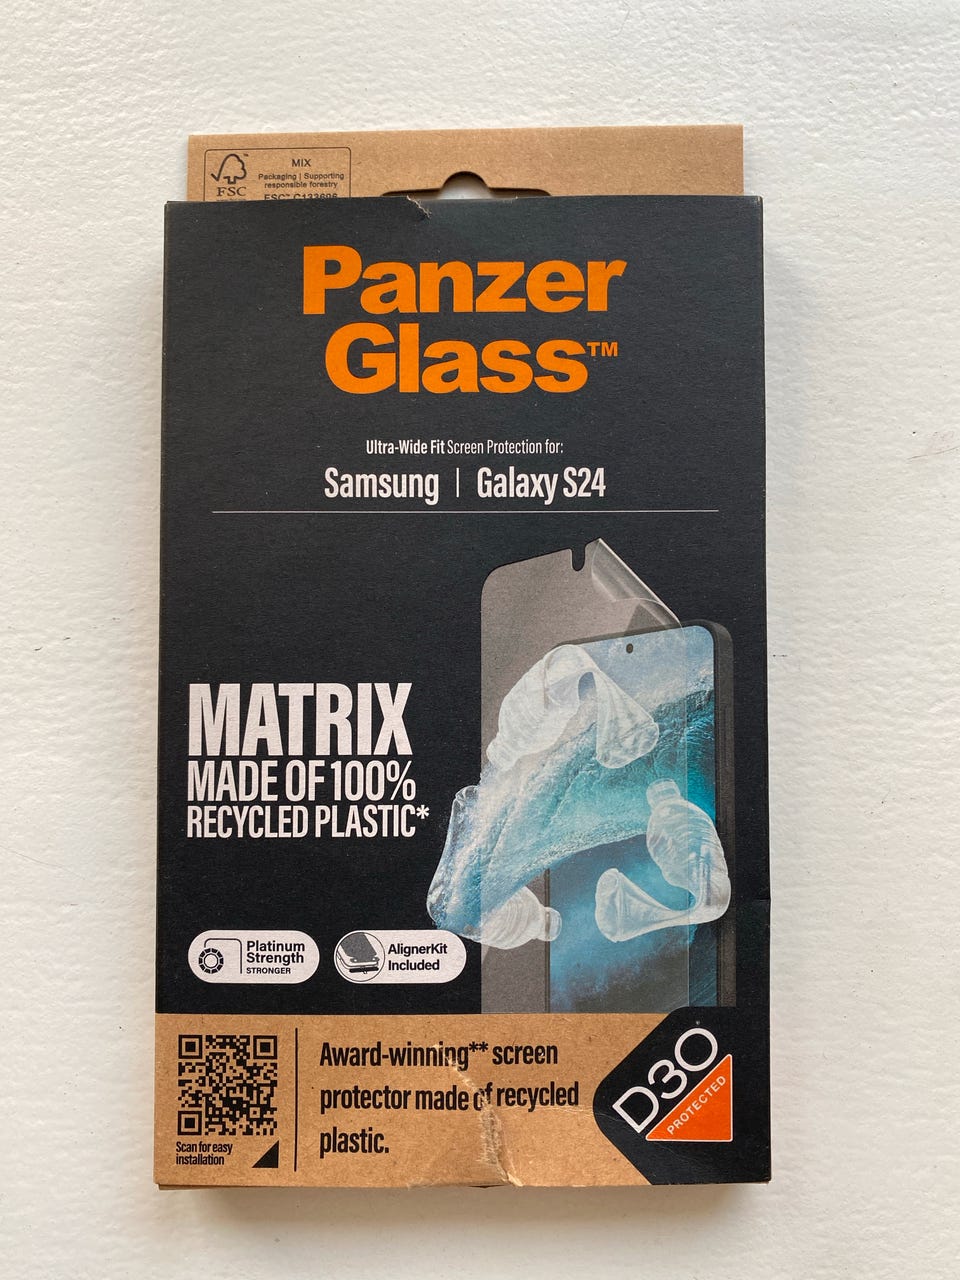 MIX
Packaging | Supporting
responsible forestry
FSC
Panzer
Glass™
Ultra-Wide Fit Screen Protection for:
Samsung | Galaxy S24
MATRIX
MADE OF 100%
RECYCLED PLASTIC*
Platinum
Strength
STRONGER
AlignerKit
Included
Award-winning** screen
protector made of recycled
plastic.
Scan for easy
installation
D3O
PROTECTED